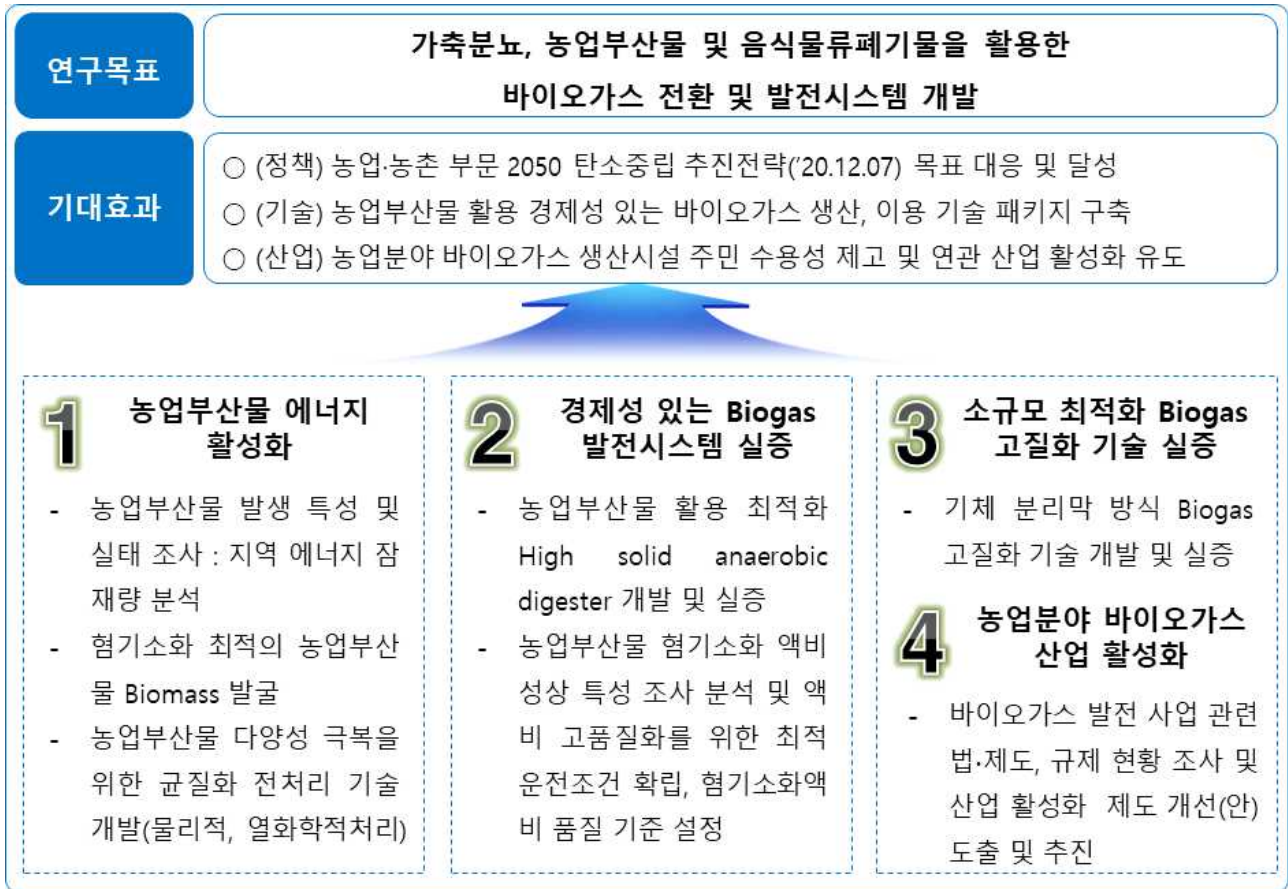 연구목표
가축분뇨, 농업부산물 및 음식물류폐기물을 활용한
바이오가스 전환 및 발전시스템 개발
기대효과
○ (정책) 농업·농촌 부문 2050 탄소중립 추진전략('20.12.07) 목표 대응 및 달성
○ (기술) 농업부산물 활용 경제성 있는 바이오가스 생산, 이용 기술 패키지 구축
○ (산업) 농업분야 바이오가스 생산시설 주민 수용성 제고 및 연관 산업 활성화 유도
1
농업부산물 에너지
활성화
- 농업부산물 발생 특성 및
실태 조사 : 지역 에너지 잠
재량 분석
- 혐기소화 최적의 농업부산
물 Biomass 발굴
- 농업부산물 다양성 극복을
위한 균질화 전처리 기술
개발(물리적, 열화학적처리)
2
경제성 있는 Biogas
발전시스템 실증
- 농업부산물 활용 최적화
High solid anaerobic
digester 개발 및 실증
- 농업부산물 혐기소화 액비
성상 특성 조사 분석 및 액
비 고품질화를 위한 최적
운전조건 확립, 혐기소화액
비 품질 기준 설정
3
소규모 최적화 Biogas
고질화 기술 실증
- 기체 분리막 방식 Biogas
고질화 기술 개발 및 실증
4
농업분야 바이오가스
산업 활성화
- 바이오가스 발전 사업 관련
법·제도, 규제 현황 조사 및
산업 활성화 제도 개선(안)
도출 및 추진